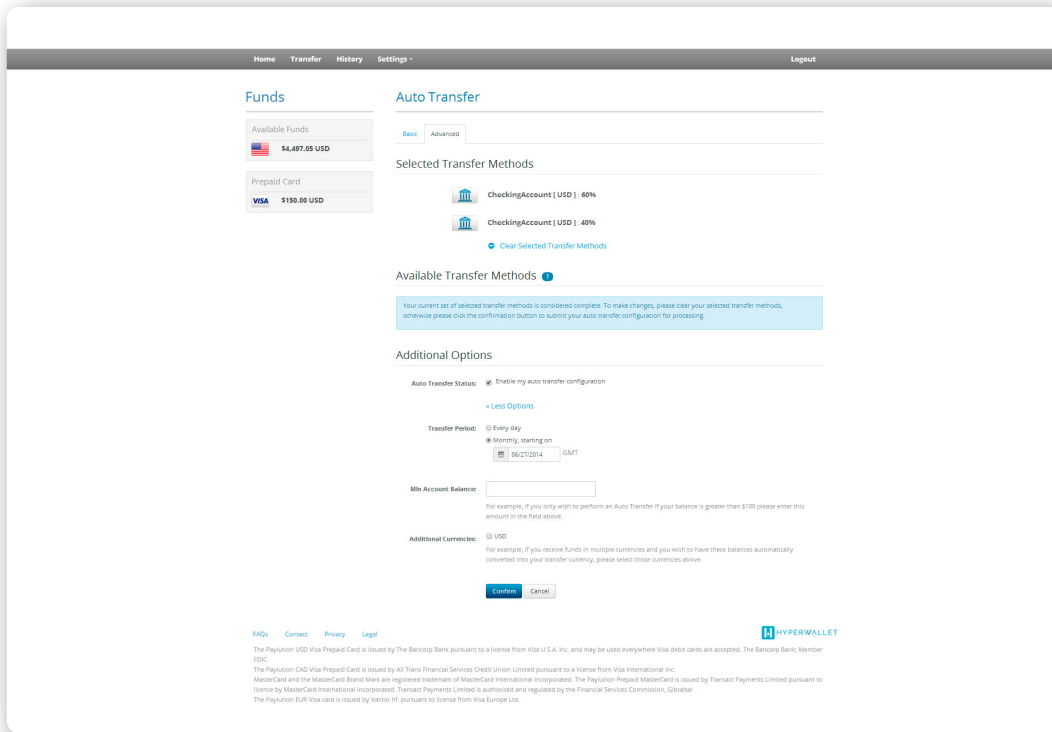 Home Transfer History Settings Logout
Funds
Available Funds
$4,497.05 USD
Prepaid Card
VISA $150.00 USD
Auto Transfer
Basic Advanced
Selected Transfer Methods
CheckingAccount [ USD ] : 60%
CheckingAccount [ USD ] : 40%
Clear Selected Transfer Methods
Available Transfer Methods ?
Your current set of selected transfer methods is considered complete. To make changes, please clear your selected transfer methods,
otherwise please click the confirmation button to submit your auto transfer configuration for processing.
Additional Options
Auto Transfer Status: Enable my auto transfer configuration
« Less Options
Transfer Period: Every day
Monthly, starting on
06/27/2014 GMT
Min Account Balance:
For example, if you only wish to perform an Auto Transfer if your balance is greater than $100 please enter this
amount in the field above.
Additional Currencies: USD
For example, if you receive funds in multiple currencies and you wish to have these balances automatically
converted into your transfer currency, please select those currencies above.
Confirm Cancel
FAQs Contact Privacy Legal
HYPERWALLET
The Paylution USD Visa Prepaid Card is issued by The Bancorp Bank pursuant to a license from Visa U.S.A. Inc. and may be used everywhere Visa debit cards are accepted. The Bancorp Bank; Member
FDIC.
The Paylution CAD Visa Prepaid Card is issued by All Trans Financial Services Credit Union Limited pursuant to a license from Visa International Inc.
MasterCard and the MasterCard Brand Mark are registered trademark of MasterCard International Incorporated. The Paylution Prepaid MasterCard is issued by Transact Payments Limited pursuant to
licence by MasterCard International Incorporated. Transact Payments Limited is authorised and regulated by the Financial Services Commission, Gibraltar
The Paylution EUR Visa card is issued by Valitor hf. pursuant to license from Visa Europe Ltd.